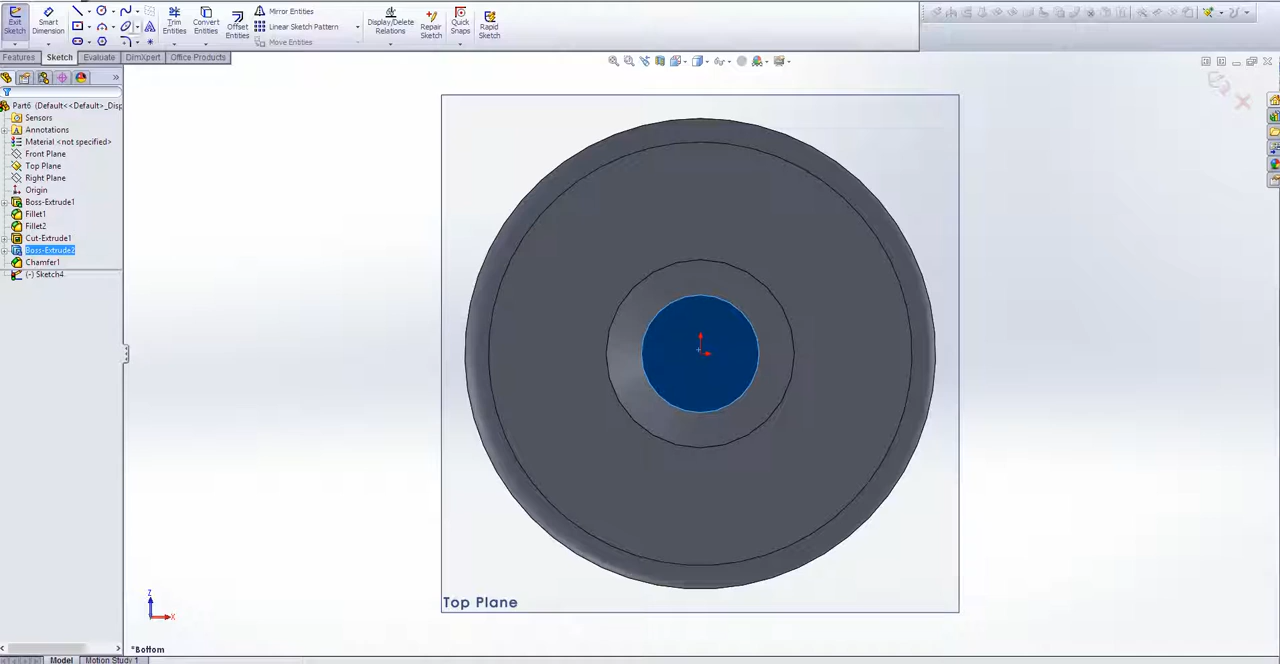 Exit Sketch
Smart Dimension
Trim Entities
Convert Entities
Offset Entities
Mirror Entities
Linear Sketch Pattern
Move Entities
Display/Delete Relations
Repair Sketch
Quick Snaps
Rapid Sketch
Features
Sketch
Evaluate
DimXpert
Office Products
Part6 (Default<<Default>_Disp
Sensors
Annotations
Material <not specified>
Front Plane
Top Plane
Right Plane
Origin
Boss-Extrude1
Fillet1
Fillet2
Cut-Extrude1
Boss-Extrude2
Chamfer1
(-) Sketch4
Top Plane
Z
X
*Bottom
Model
Motion Study 1